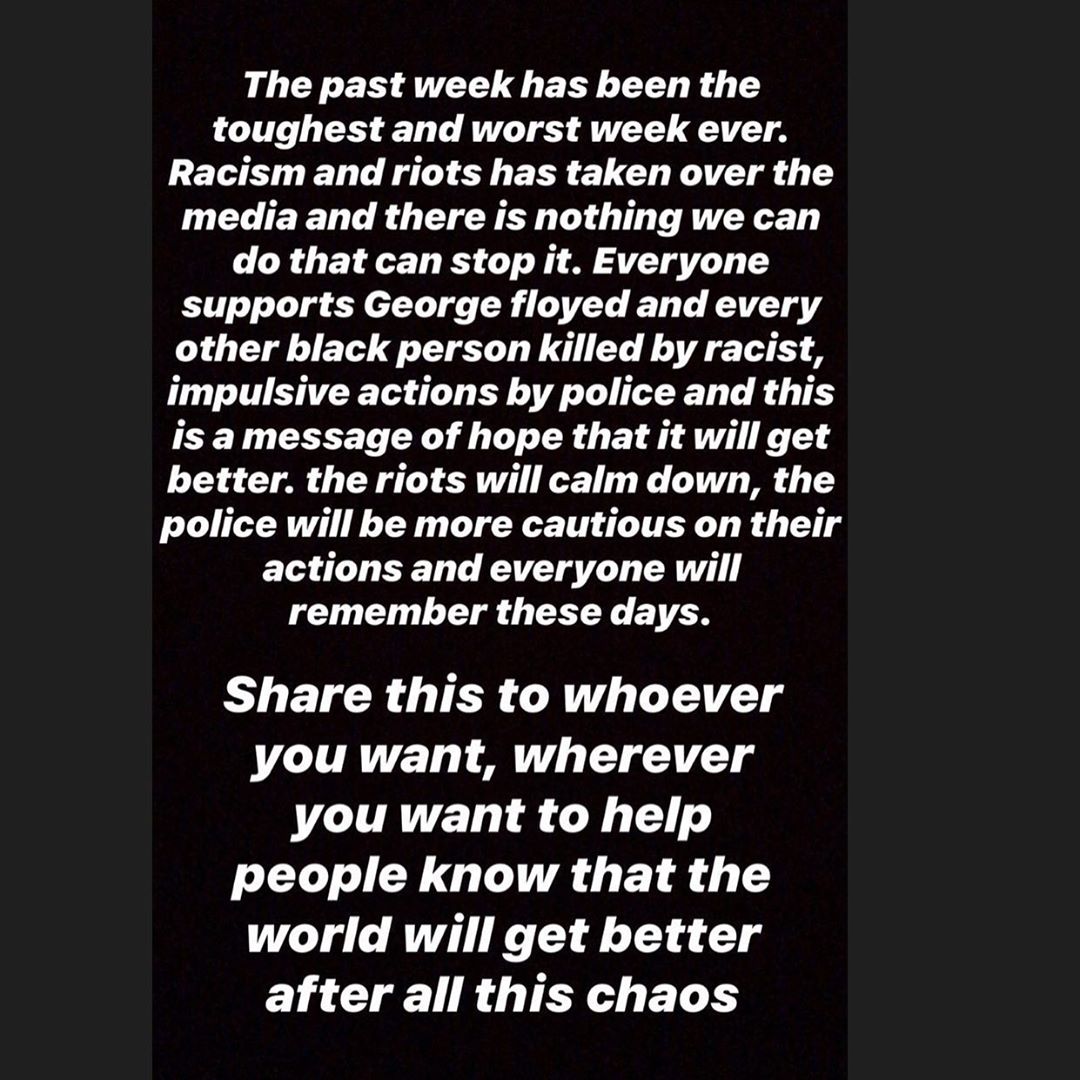 The past week has been the
toughest and worst week ever.
Racism and riots has taken over the
media and there is nothing we can
do that can stop it. Everyone
supports George floyed and every
other black person killed by racist,
impulsive actions by police and this
is a message of hope that it will get
better. the riots will calm down, the
police will be more cautious on their
actions and everyone will
remember these days.
Share this to whoever
you want, wherever
you want to help
people know that the
world will get better
after all this chaos